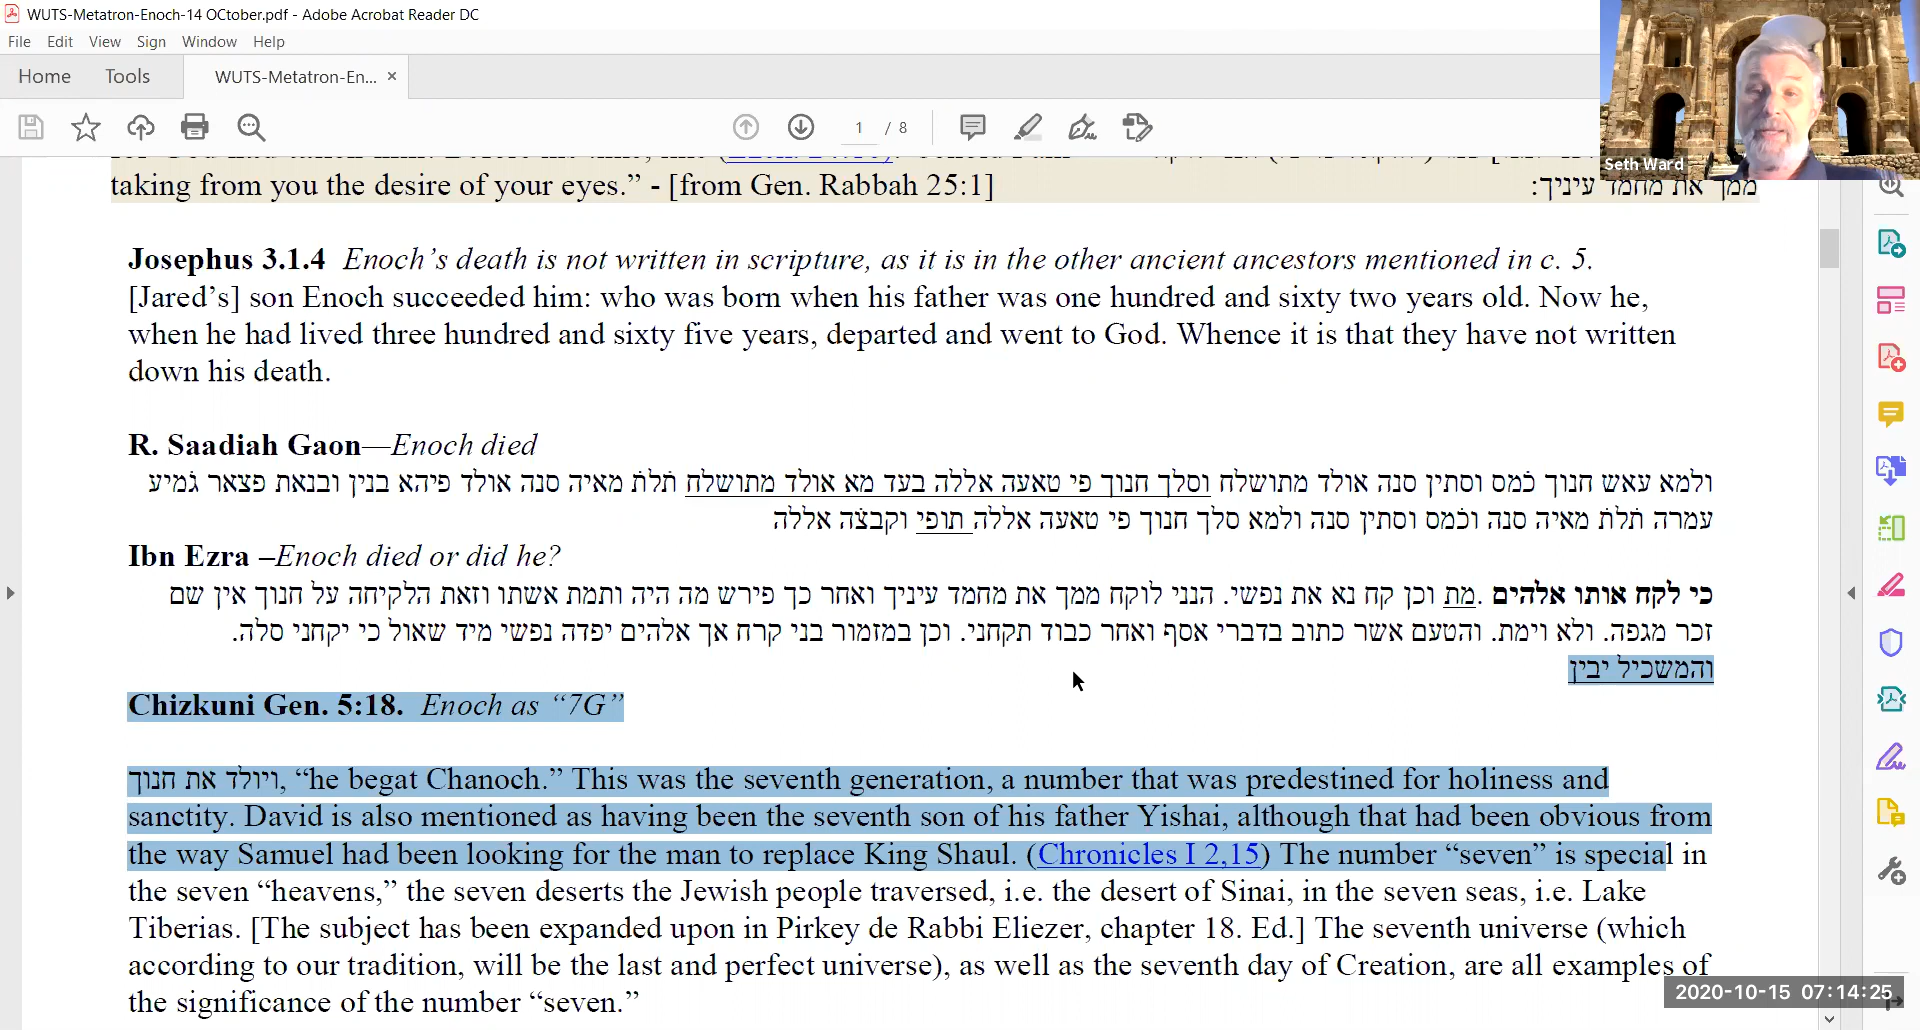 WUTS-Metatron-Enoch-14 OCtober.pdf - Adobe Acrobat Reader DC
File Edit View Sign Window Help
Home Tools WUTS-Metatron-En... ×
1 / 8
Seth Ward
taking from you the desire of your eyes.” - [from Gen. Rabbah 25:1]
ממך את מחמד עיניך:
Josephus 3.1.4 Enoch’s death is not written in scripture, as it is in the other ancient ancestors mentioned in c. 5.
[Jared’s] son Enoch succeeded him: who was born when his father was one hundred and sixty two years old. Now he,
when he had lived three hundred and sixty five years, departed and went to God. Whence it is that they have not written
down his death.
R. Saadiah Gaon—Enoch died
ולמא עאש חנוך כ֗מס וסתין סנה אולד מתושלח וסלך חנוך פי טאעה אללה בעד מא אולד מתושלח ת֗לת֗ מאיה סנה אולד פיהא בנין ובנאת פצאר ג֗מיע
עמרה ת֗לת֗ מאיה סנה וכ֗מס וסתין סנה ולמא סלך חנוך פי טאעה אללה תופי וקבצ֗ה אללה
Ibn Ezra –Enoch died or did he?
כי לקח אותו אלהים. מת וכן קח נא את נפשי. הנני לוקח ממך את מחמד עיניך ואחר כך פירש מה היה ותמת אשתו וזאת הלקיחה על חנוך אין שם
זכר מגפה. ולא וימת. והטעם אשר כתוב בדברי אסף ואחר כבוד תקחני. וכן במזמור בני קרח אך אלהים יפדה נפשי מיד שאול כי יקחני סלה.
והמשכיל יבין
Chizkuni Gen. 5:18. Enoch as “7G”
ויולד את חנוך, “he begat Chanoch.” This was the seventh generation, a number that was predestined for holiness and
sanctity. David is also mentioned as having been the seventh son of his father Yishai, although that had been obvious from
the way Samuel had been looking for the man to replace King Shaul. (Chronicles I 2,15) The number “seven” is special in
the seven “heavens,” the seven deserts the Jewish people traversed, i.e. the desert of Sinai, in the seven seas, i.e. Lake
Tiberias. [The subject has been expanded upon in Pirkey de Rabbi Eliezer, chapter 18. Ed.] The seventh universe (which
according to our tradition, will be the last and perfect universe), as well as the seventh day of Creation, are all examples of
the significance of the number “seven.”
2020-10-15 07:14:25